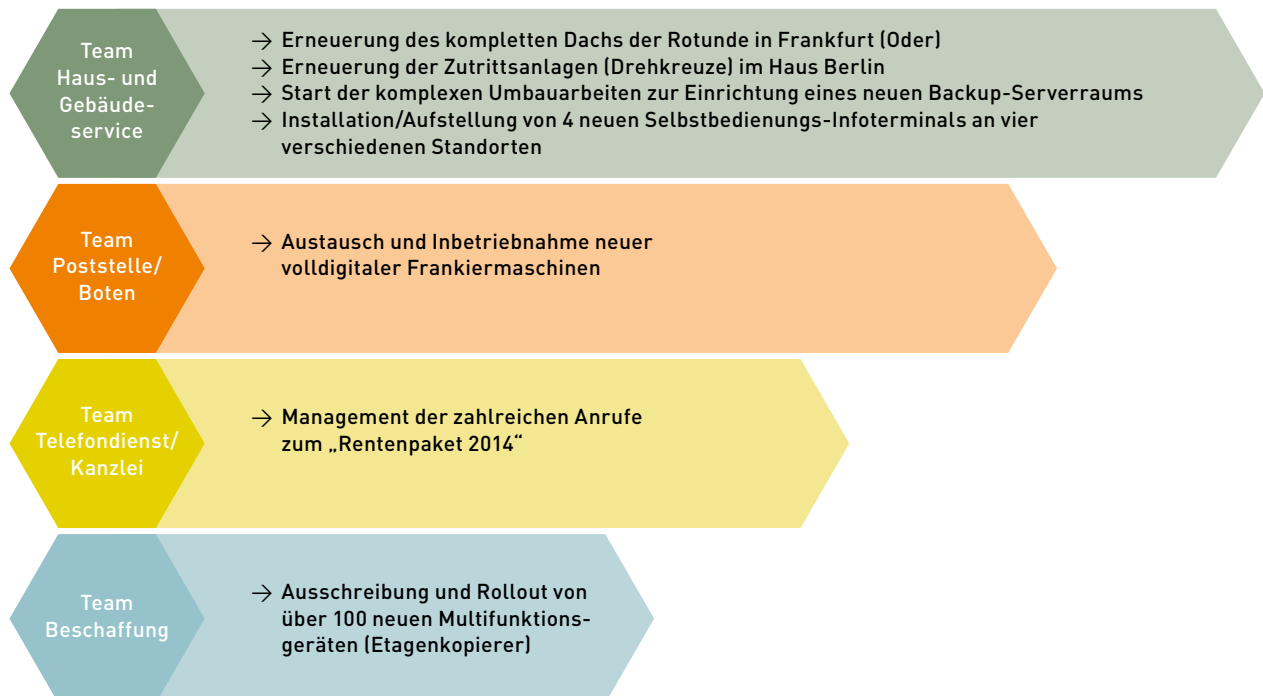 Team
Haus- und
Gebäude-
service
→ Erneuerung des kompletten Dachs der Rotunde in Frankfurt (Oder)
→ Erneuerung der Zutrittsanlagen (Drehkreuze) im Haus Berlin
→ Start der komplexen Umbauarbeiten zur Einrichtung eines neuen Backup-Serverraums
→ Installation/Aufstellung von 4 neuen Selbstbedienungs-Infoterminals an vier
verschiedenen Standorten
Team
Poststelle/
Boten
→ Austausch und Inbetriebnahme neuer
volldigitaler Frankiermaschinen
Team
Telefondienst/
Kanzlei
→ Management der zahlreichen Anrufe
zum „Rentenpaket 2014“
Team
Beschaffung
→ Ausschreibung und Rollout von
über 100 neuen Multifunktions-
geräten (Etagenkopierer)